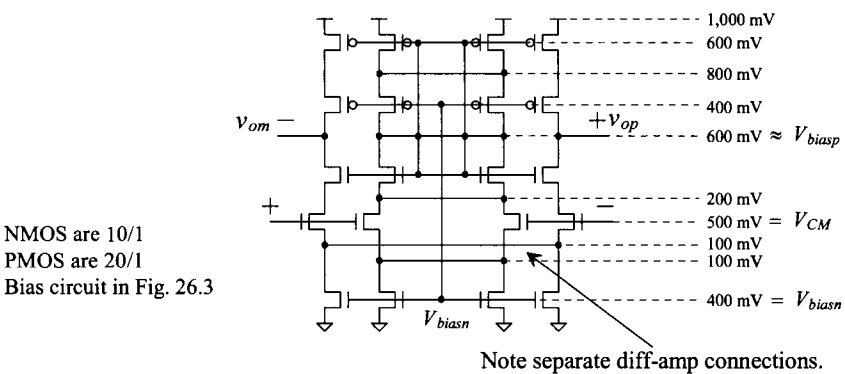 1,000 mV
600 mV
800 mV
400 mV
v_om −
+v_op
600 mV ≈ V_biasp
200 mV
+
−
500 mV = V_CM
NMOS are 10/1
100 mV
PMOS are 20/1
100 mV
Bias circuit in Fig. 26.3
400 mV = V_biasn
V_biasn
Note separate diff-amp connections.